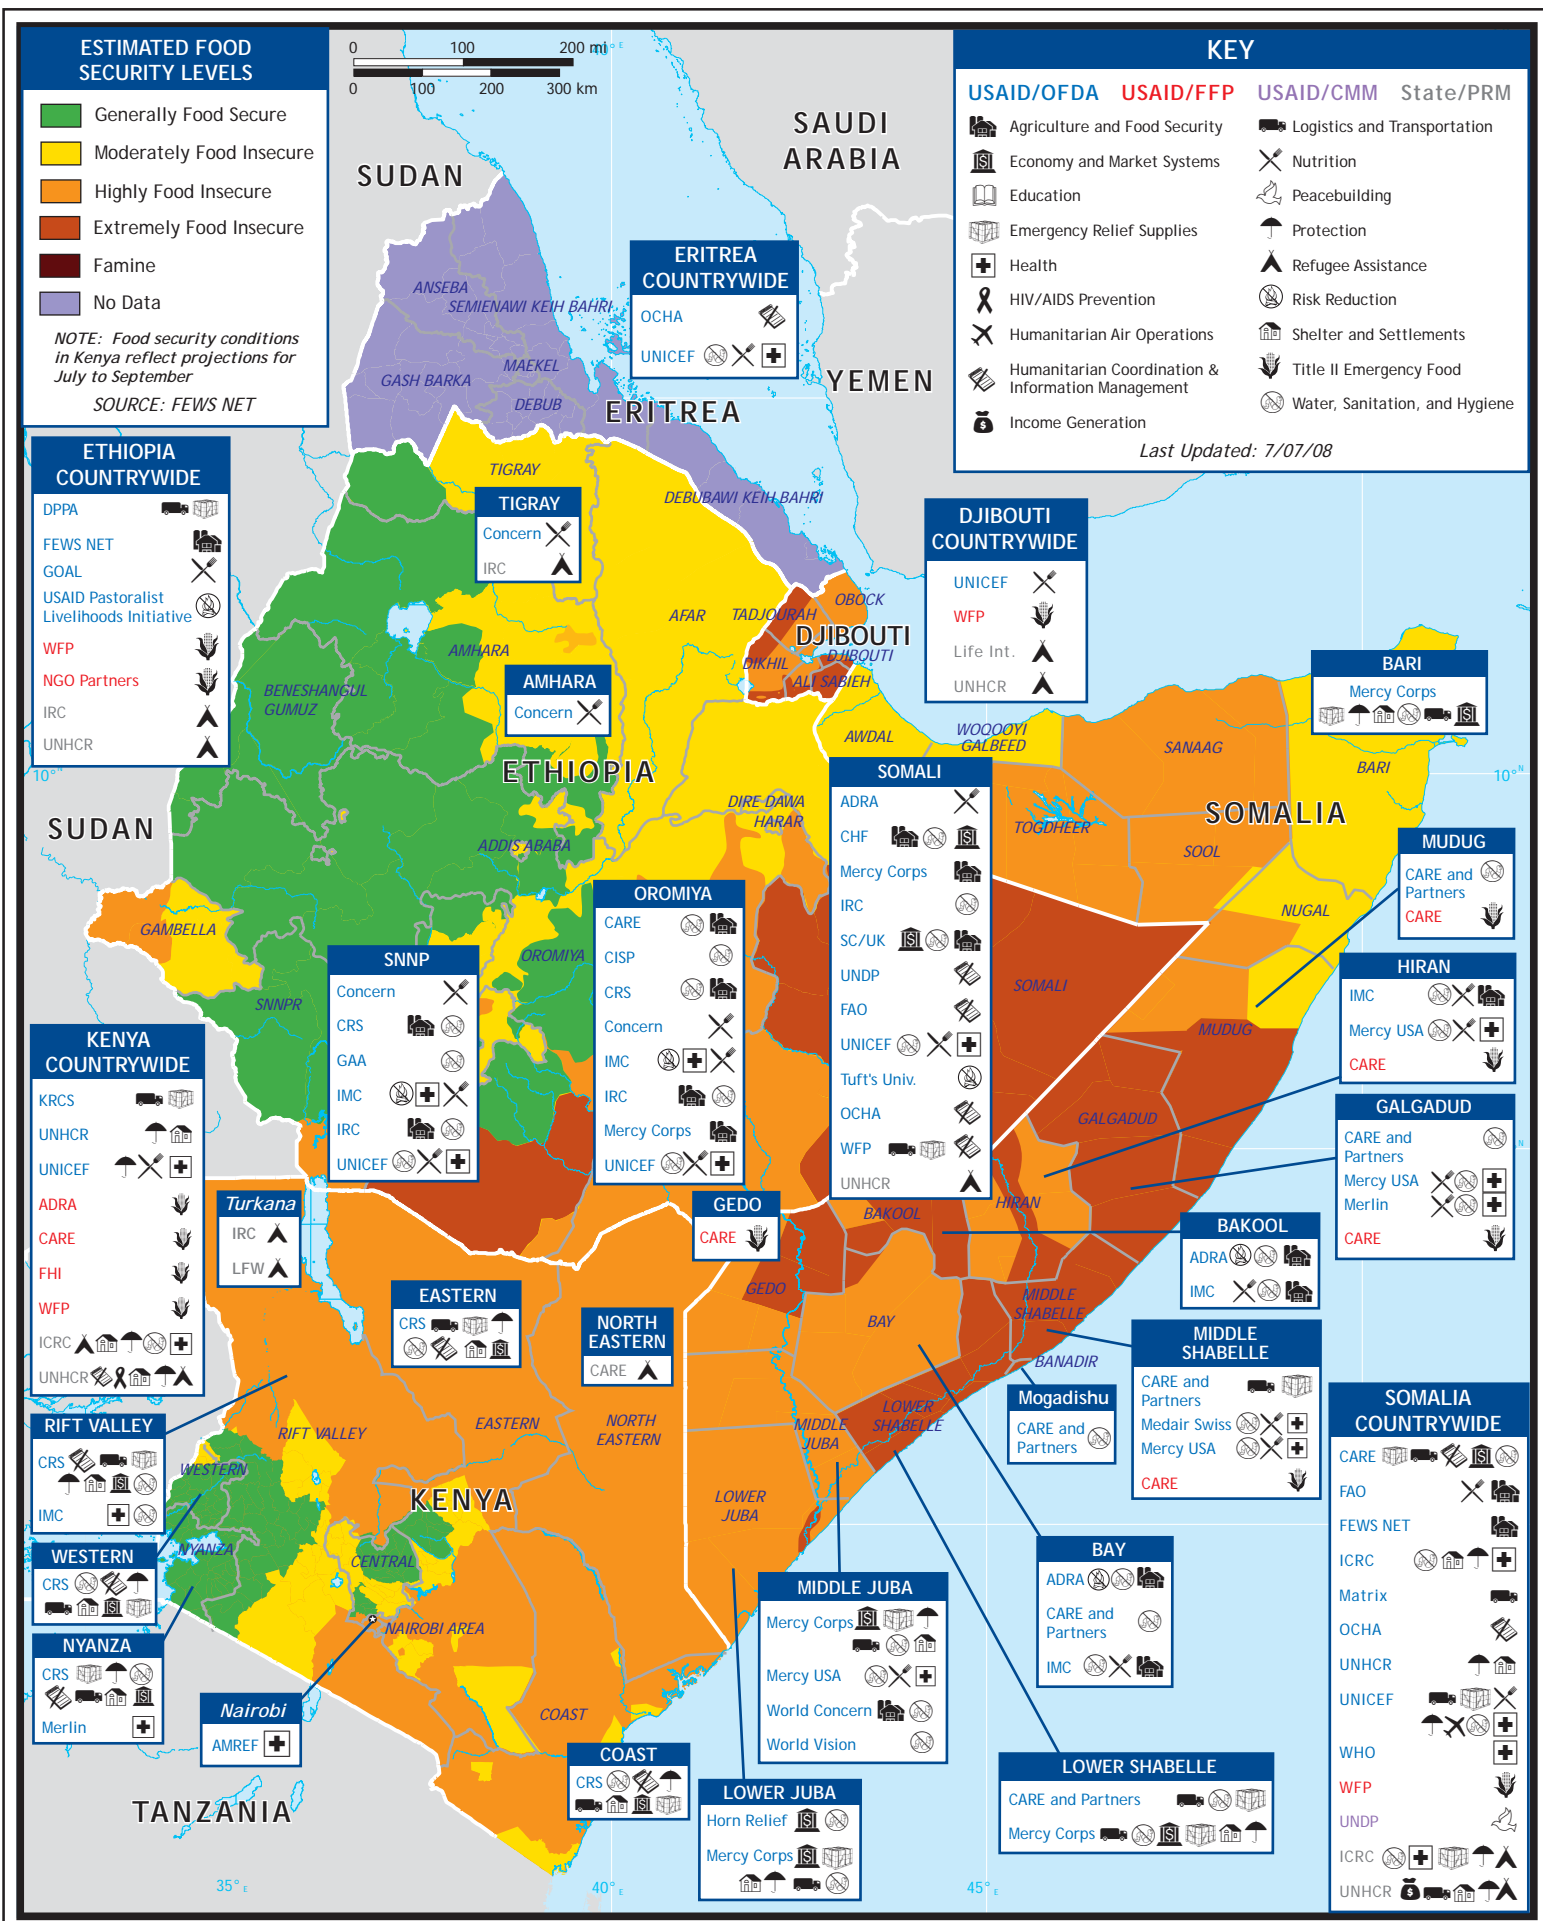 ESTIMATED FOOD
SECURITY LEVELS
Generally Food Secure
Moderately Food Insecure
Highly Food Insecure
Extremely Food Insecure
Famine
No Data
NOTE: Food security conditions
in Kenya reflect projections for
July to September
SOURCE: FEWS NET
0 100 200 mi
0 100 200 300 km
40° E
KEY
USAID/OFDA USAID/FFP USAID/CMM State/PRM
Agriculture and Food Security
Economy and Market Systems
Education
Emergency Relief Supplies
Health
HIV/AIDS Prevention
Humanitarian Air Operations
Humanitarian Coordination &
Information Management
Income Generation
Logistics and Transportation
Nutrition
Peacebuilding
Protection
Refugee Assistance
Risk Reduction
Shelter and Settlements
Title II Emergency Food
Water, Sanitation, and Hygiene
Last Updated: 7/07/08
SAUDI
ARABIA
SUDAN
YEMEN
ERITREA
ANSEBA
SEMIENAWI KEIH BAHRI
MAEKEL
GASH BARKA
DEBUB
DEBUBAWI KEIH BAHRI
ERITREA
COUNTRYWIDE
OCHA
UNICEF
ETHIOPIA
COUNTRYWIDE
DPPA
FEWS NET
GOAL
USAID Pastoralist
Livelihoods Initiative
WFP
NGO Partners
IRC
UNHCR
TIGRAY
TIGRAY
Concern
IRC
AFAR
AMHARA
AMHARA
Concern
BENESHANGUL
GUMUZ
ETHIOPIA
DIRE DAWA
HARAR
ADDIS ABABA
OROMIYA
GAMBELLA
SNNPR
SOMALI
TADJOURAH
OBOCK
DJIBOUTI
DJIBOUTI
DIKHIL
ALI SABIEH
DJIBOUTI
COUNTRYWIDE
UNICEF
WFP
Life Int.
UNHCR
10° N
10° N
SUDAN
AWDAL
WOQOOYI
GALBEED
SANAAG
BARI
TOGDHEER
SOOL
SOMALIA
NUGAL
MUDUG
GALGADUD
HIRAN
BAKOOL
GEDO
BAY
MIDDLE
SHABELLE
BANADIR
LOWER
SHABELLE
MIDDLE
JUBA
LOWER
JUBA
N
BARI
Mercy Corps
SOMALI
ADRA
CHF
Mercy Corps
IRC
SC/UK
UNDP
FAO
UNICEF
Tuft's Univ.
OCHA
WFP
UNHCR
OROMIYA
CARE
CISP
CRS
Concern
IMC
IRC
Mercy Corps
UNICEF
SNNP
Concern
CRS
GAA
IMC
IRC
UNICEF
MUDUG
CARE and
Partners
CARE
HIRAN
IMC
Mercy USA
CARE
GALGADUD
CARE and
Partners
Mercy USA
Merlin
CARE
BAKOOL
ADRA
IMC
GEDO
CARE
KENYA
COUNTRYWIDE
KRCS
UNHCR
UNICEF
ADRA
CARE
FHI
WFP
ICRC
UNHCR
Turkana
IRC
LFW
EASTERN
CRS
NORTH
EASTERN
CARE
RIFT VALLEY
EASTERN
NORTH
EASTERN
WESTERN
KENYA
NYANZA
CENTRAL
NAIROBI AREA
COAST
TANZANIA
RIFT VALLEY
CRS
IMC
WESTERN
CRS
NYANZA
CRS
Merlin
Nairobi
AMREF
COAST
CRS
MIDDLE
SHABELLE
CARE and
Partners
Medair Swiss
Mercy USA
CARE
Mogadishu
CARE and
Partners
BAY
ADRA
CARE and
Partners
IMC
MIDDLE JUBA
Mercy Corps
Mercy USA
World Concern
World Vision
LOWER JUBA
Horn Relief
Mercy Corps
LOWER SHABELLE
CARE and Partners
Mercy Corps
SOMALIA
COUNTRYWIDE
CARE
FAO
FEWS NET
ICRC
Matrix
OCHA
UNHCR
UNICEF
WHO
WFP
UNDP
ICRC
UNHCR
35° E
40° E
45° E